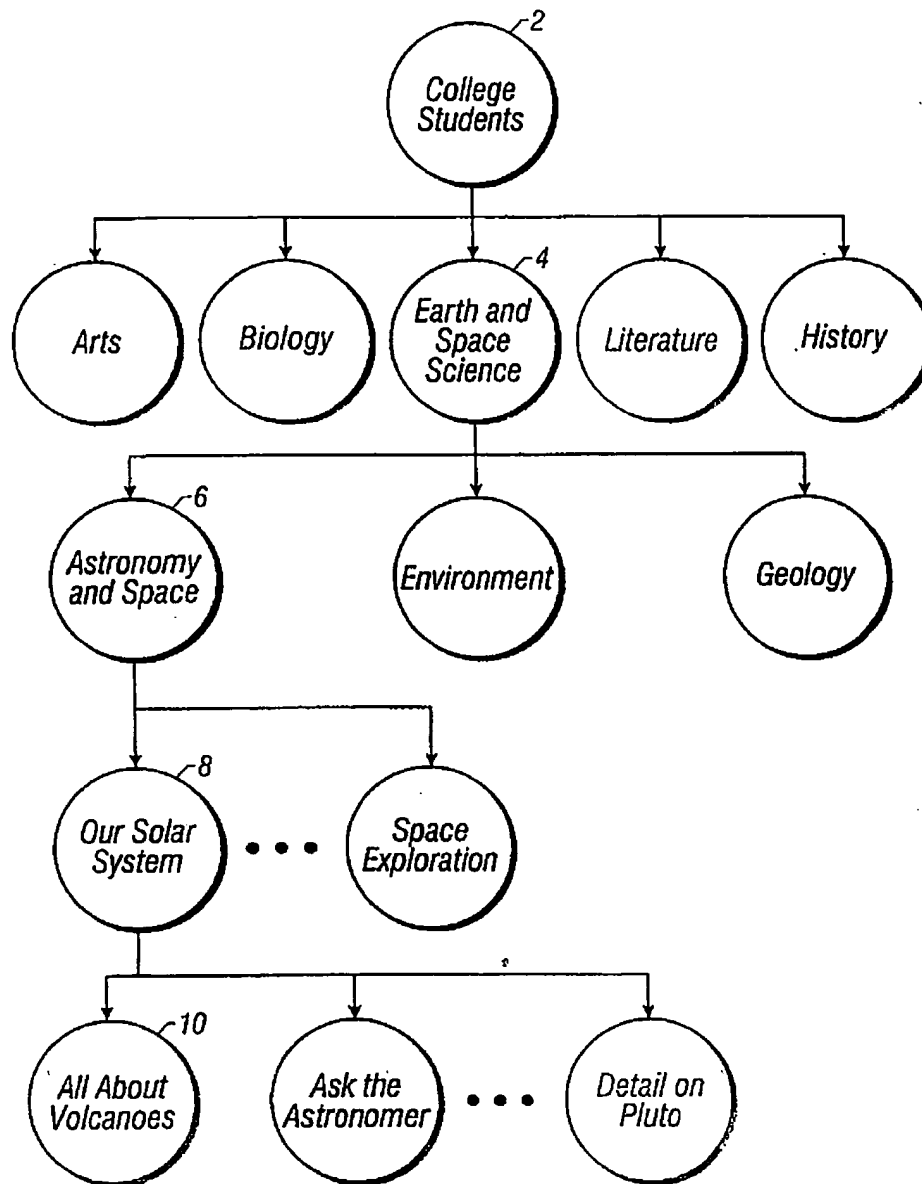 2
College
Students
Arts
Biology
4
Earth and
Space
Science
Literature
History
6
Astronomy
and Space
Environment
Geology
8
Our Solar
System
Space
Exploration
10
All About
Volcanoes
Ask the
Astronomer
Detail on
Pluto